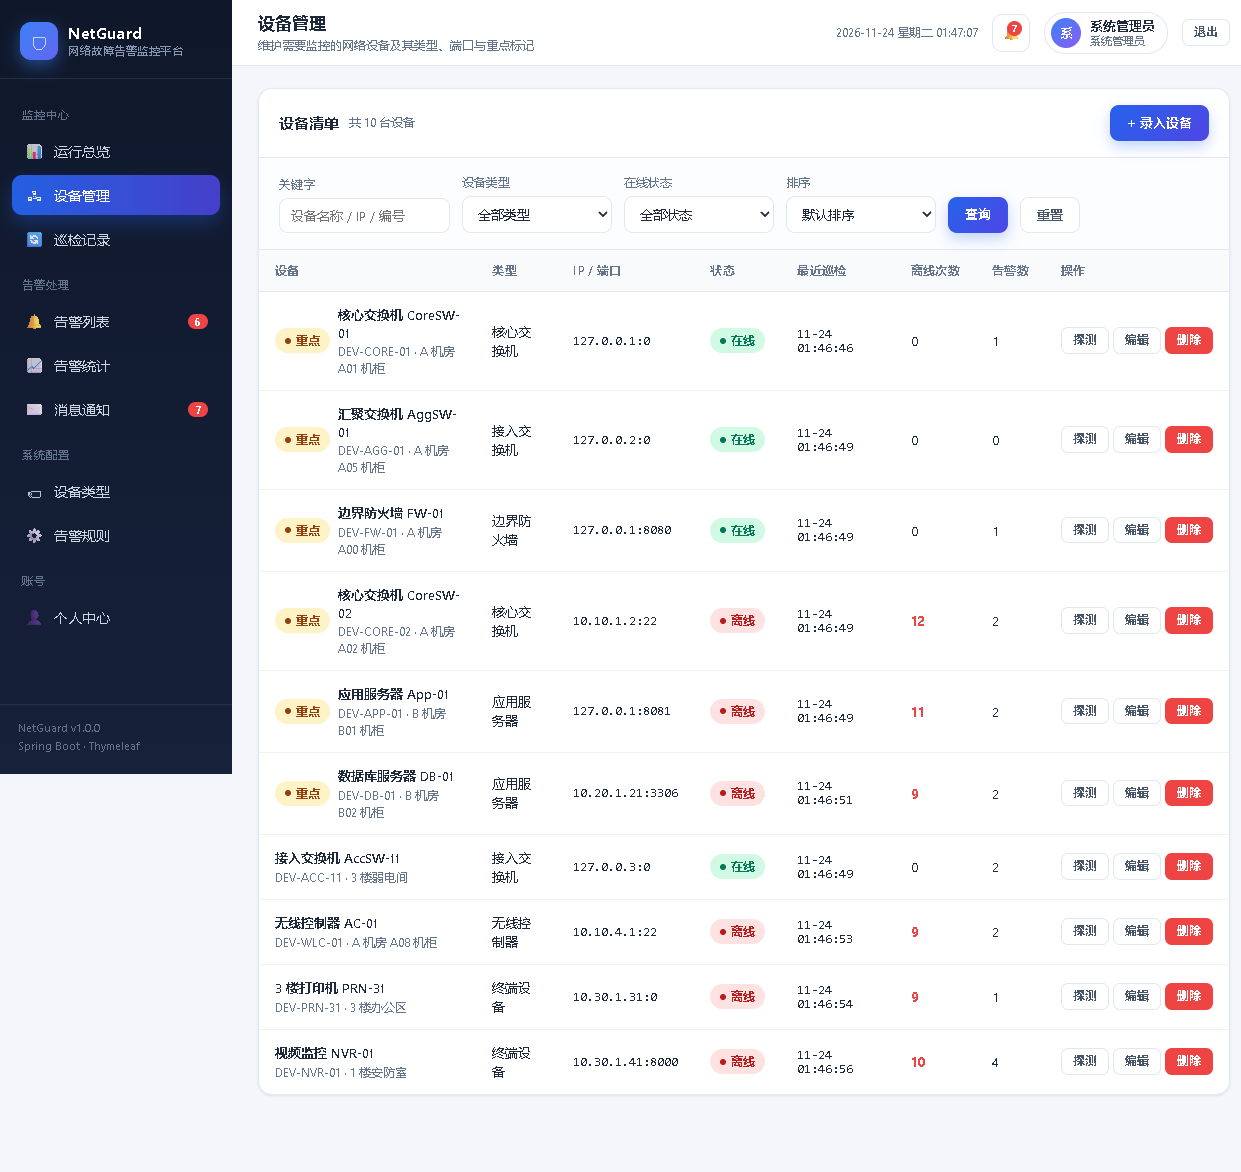 NetGuard
网络故障告警监控平台
监控中心
运行总览
设备管理
巡检记录
告警处理
告警列表 6
告警统计
消息通知 7
系统配置
设备类型
告警规则
账号
个人中心
NetGuard v1.0.0
Spring Boot · Thymeleaf
设备管理
维护需要监控的网络设备及其类型、端口与重点标记
2026-11-24 星期二 01:47:07
7
系
系统管理员
系统管理员
退出
设备清单 共 10 台设备
+ 录入设备
关键字 设备类型 在线状态 排序
设备名称 / IP / 编号 全部类型 全部状态 默认排序 查询 重置
设备 类型 IP / 端口 状态 最近巡检 离线次数 告警数 操作
重点 核心交换机 CoreSW-
01
DEV-CORE-01 · A 机房
A01 机柜
核心交
换机
127.0.0.1:0 在线
11-24
01:46:46
0 1 探测 编辑 删除
重点 汇聚交换机 AggSW-
01
DEV-AGG-01 · A 机房
A05 机柜
接入交
换机
127.0.0.2:0 在线
11-24
01:46:49
0 0 探测 编辑 删除
重点 边界防火墙 FW-01
DEV-FW-01 · A 机房
A00 机柜
边界防
火墙
127.0.0.1:8080 在线
11-24
01:46:49
0 1 探测 编辑 删除
重点 核心交换机 CoreSW-
02
DEV-CORE-02 · A 机房
A02 机柜
核心交
换机
10.10.1.2:22 离线
11-24
01:46:49
12 2 探测 编辑 删除
重点 应用服务器 App-01
DEV-APP-01 · B 机房
B01 机柜
应用服
务器
127.0.0.1:8081 离线
11-24
01:46:49
11 2 探测 编辑 删除
重点 数据库服务器 DB-01
DEV-DB-01 · B 机房
B02 机柜
应用服
务器
10.20.1.21:3306 离线
11-24
01:46:51
9 2 探测 编辑 删除
接入交换机 AccSW-11
DEV-ACC-11 · 3 楼弱电间
接入交
换机
127.0.0.3:0 在线
11-24
01:46:49
0 2 探测 编辑 删除
无线控制器 AC-01
DEV-WLC-01 · A 机房 A08 机柜
无线控
制器
10.10.4.1:22 离线
11-24
01:46:53
9 2 探测 编辑 删除
3 楼打印机 PRN-31
DEV-PRN-31 · 3 楼办公区
终端设
备
10.30.1.31:0 离线
11-24
01:46:54
9 1 探测 编辑 删除
视频监控 NVR-01
DEV-NVR-01 · 1 楼安防室
终端设
备
10.30.1.41:8000 离线
11-24
01:46:56
10 4 探测 编辑 删除